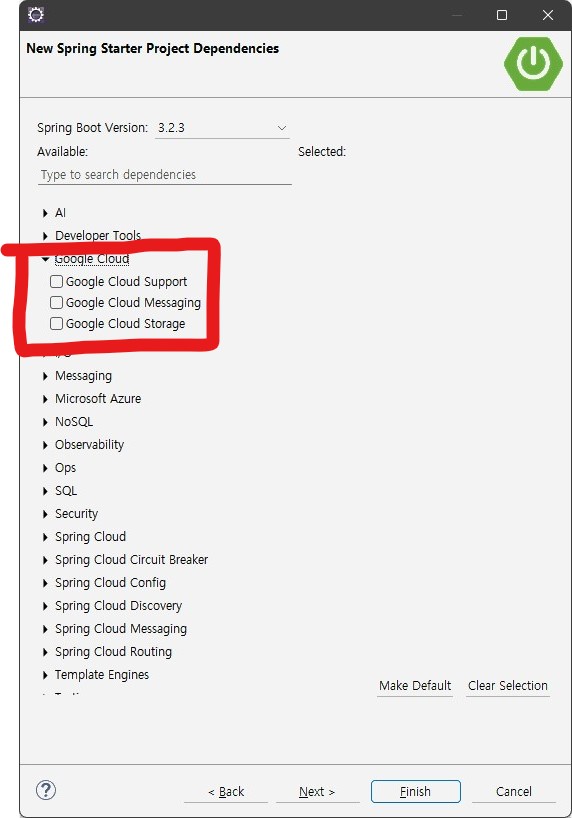 New Spring Starter Project Dependencies
Spring Boot Version: 3.2.3
Available: Selected:
Type to search dependencies
AI
Developer Tools
Google Cloud
Google Cloud Support
Google Cloud Messaging
Google Cloud Storage
Messaging
Microsoft Azure
NoSQL
Observability
Ops
SQL
Security
Spring Cloud
Spring Cloud Circuit Breaker
Spring Cloud Config
Spring Cloud Discovery
Spring Cloud Messaging
Spring Cloud Routing
Template Engines
Make Default Clear Selection
? < Back Next > Finish Cancel